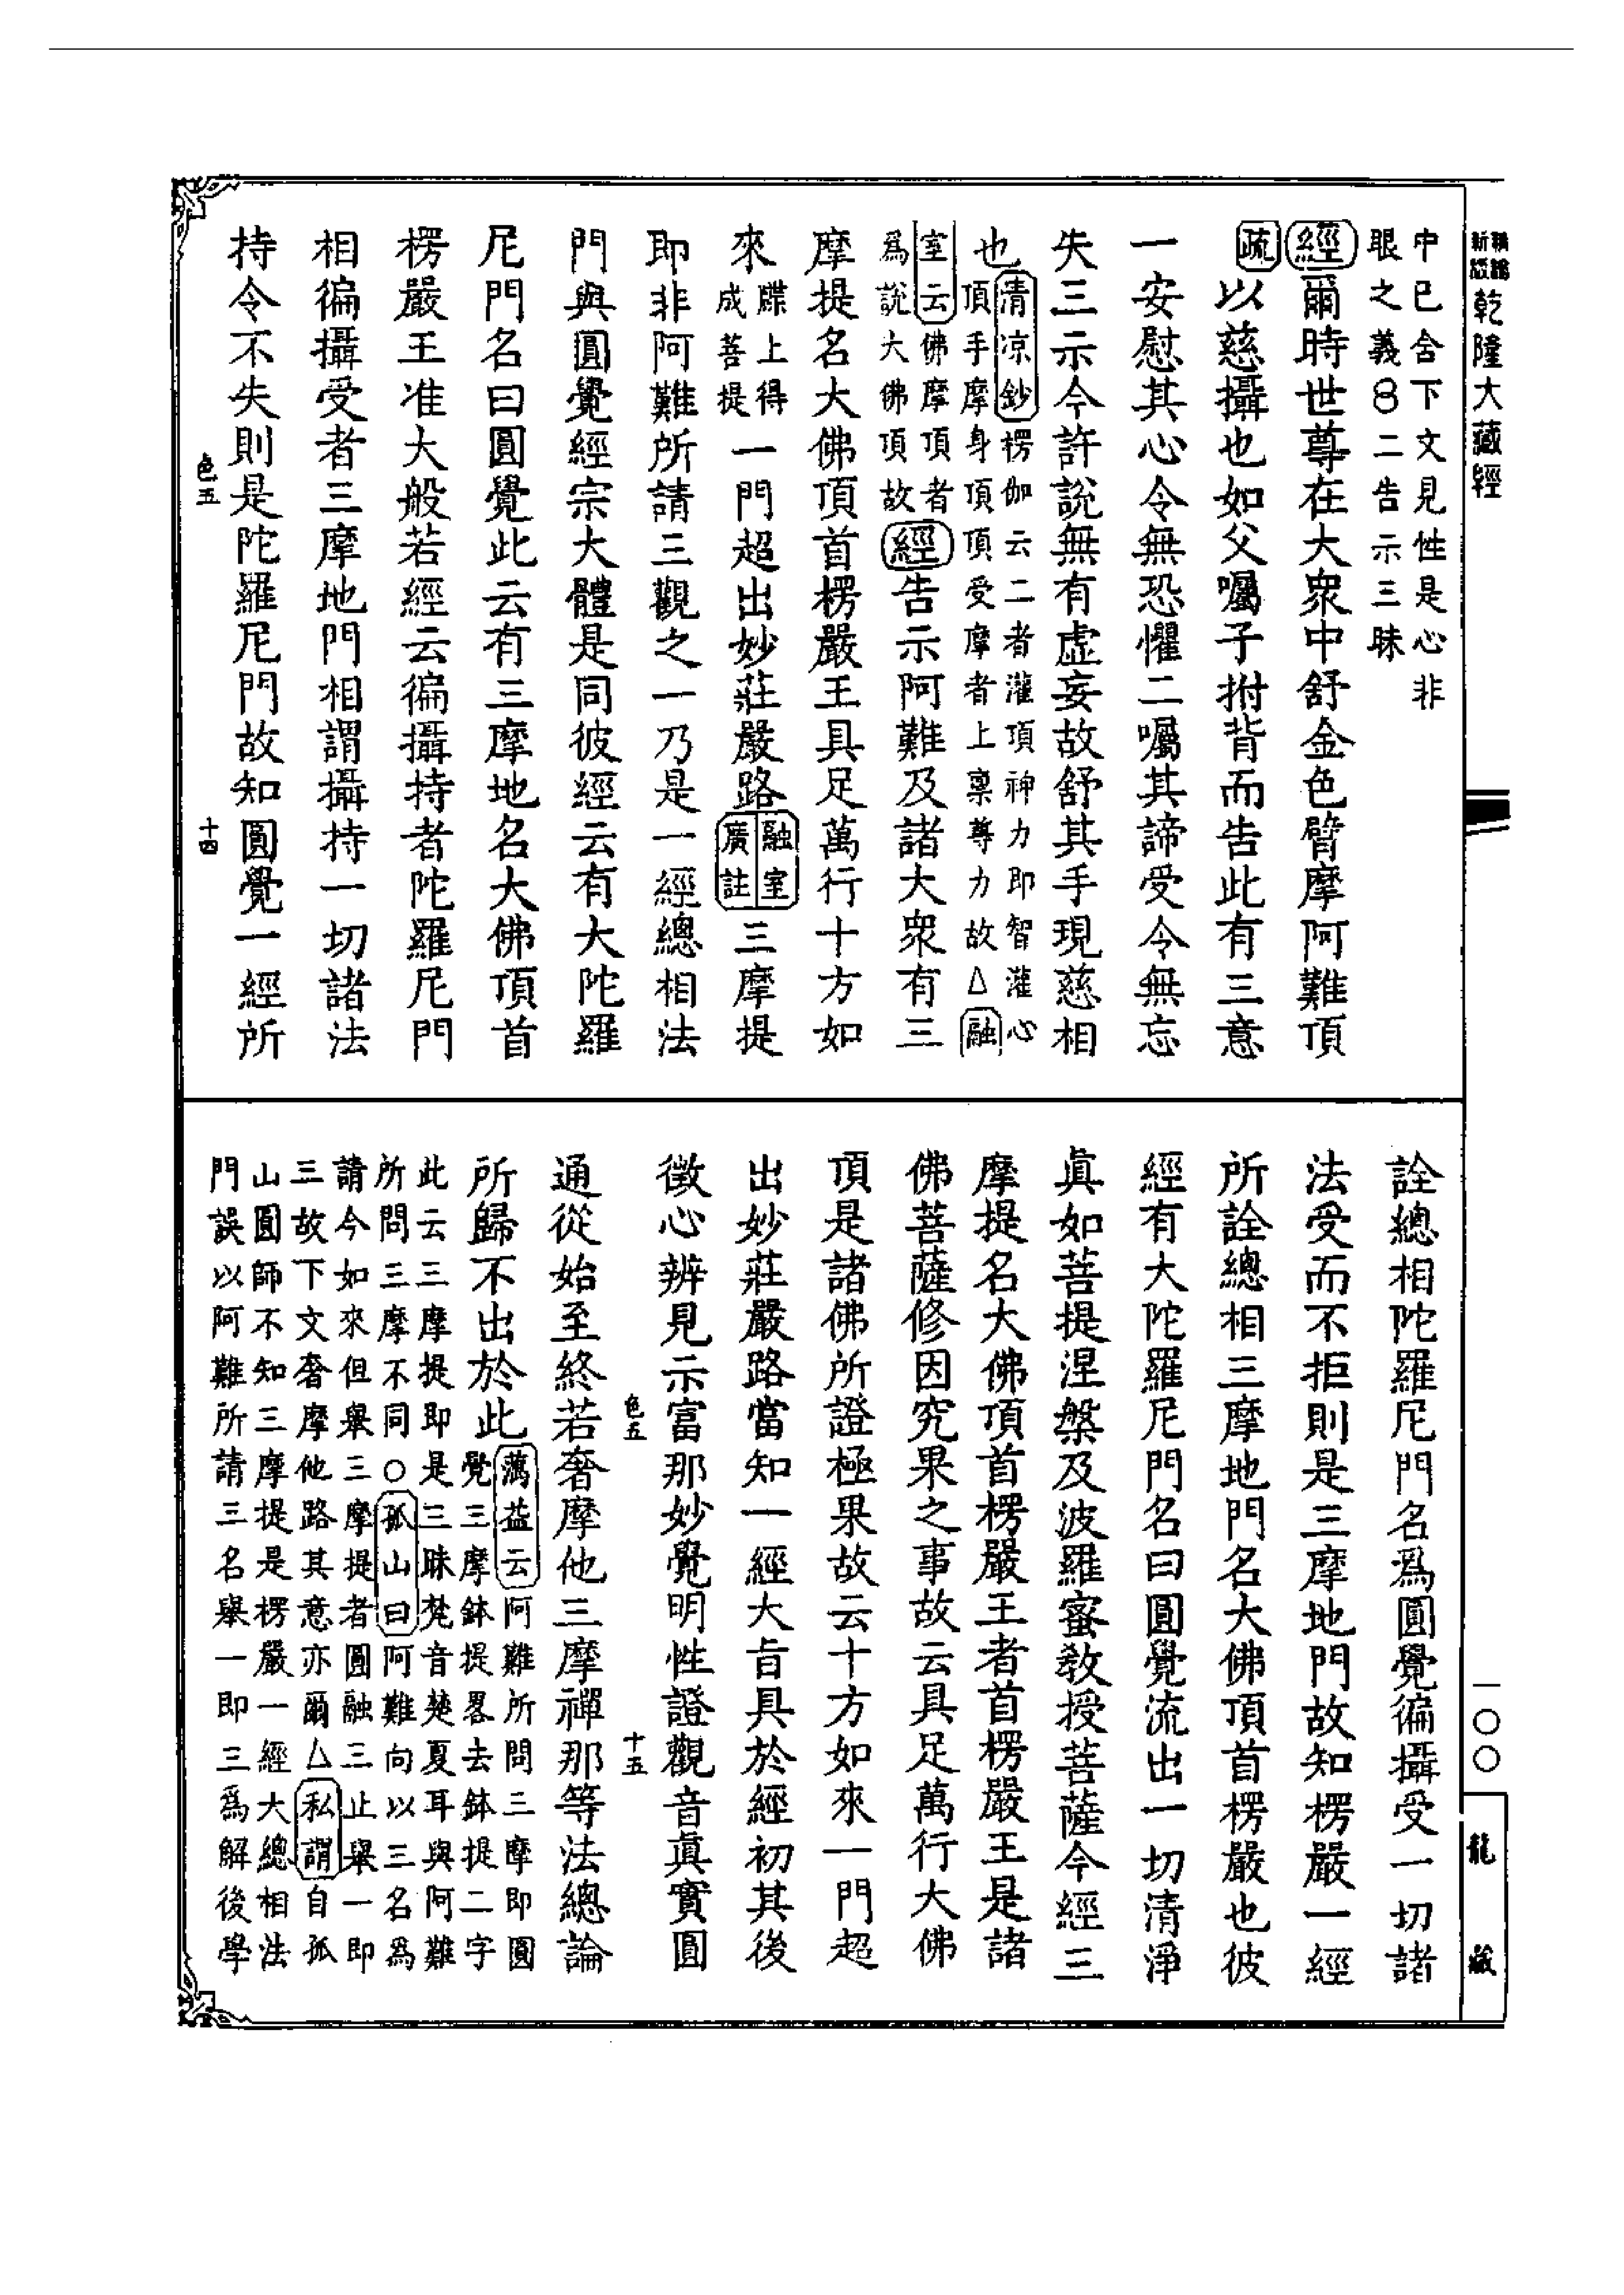 新編縮版 乾隆大藏經
中已含下文見性是心非
眼之義〇〇二告示三昧
經爾時世尊在大眾中舒金色臂摩阿難頂
疏以慈攝也如父囑子拊背而告此有三意
一安慰其心令無恐懼二囑其諦受令無忘
失三示今許說無有虛妄故舒其手現慈相
也
清凉鈔楞伽云二者灌頂神力即智灌心
頂手摩身頂頂受摩者上稟尊力故△融
室云佛摩頂者
為說大佛頂故
經告示阿難及諸大眾有三
摩提名大佛頂首楞嚴王具足萬行十方如
來
牒上得
成菩提
一門超出妙莊嚴路
融室
廣註
三摩提
即非阿難所請三觀之一乃是一經總相法
門與圓覺經宗大體是同彼經云有大陀羅
尼門名曰圓覺此云有三摩地名大佛頂首
楞嚴王准大般若經云徧攝持者陀羅尼門
相徧攝受者三摩地門相謂攝持一切諸法
持令不失則是陀羅尼門故知圓覺一經所
色五 十四
詮總相陀羅尼門名爲圓覺徧攝受一切諸
法受而不拒則是三摩地門故知楞嚴一經
所詮總相三摩地門名大佛頂首楞嚴也彼
經有大陀羅尼門名曰圓覺流出一切清淨
眞如菩提涅槃及波羅蜜教授菩薩今經三
摩提名大佛頂首楞嚴王者首楞嚴王是諸
佛菩薩修因究果之事故云具足萬行大佛
頂是諸佛所證極果故云十方如來一門超
出妙莊嚴路當知一經大旨具於經初其後
徵心辨見示富那妙覺明性證觀音眞實圓
色五 十五
通從始至終若奢摩他三摩禪那等法總論
所歸不出於此
蕅益云阿難所問三摩即圓
覺三摩鉢提畧去鉢提二字
此云三摩提即是三昧梵音楚夏耳與阿難
所問三摩不同〇孤山曰阿難向以三名爲
請今如來但舉三摩提者圓融三止舉一即
三故下文奢摩他路其意亦爾△私謂自孤
山圓師不知三摩提是楞嚴一經大總相法
門誤以阿難所請三名舉一即三爲解後學
一〇〇
龍藏